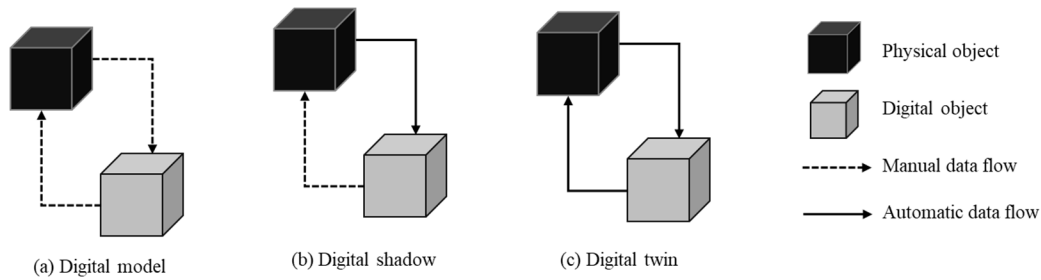 Physical object
Digital object
Manual data flow
Automatic data flow
(a) Digital model
(b) Digital shadow
(c) Digital twin